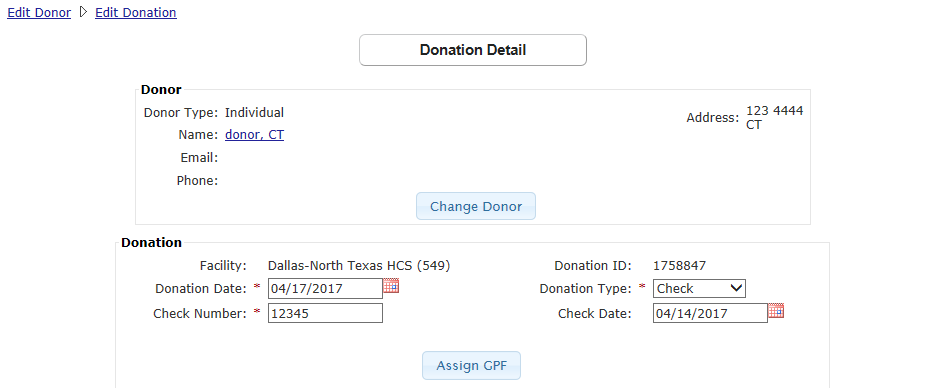 Edit Donor ▷ Edit Donation
Donation Detail
Donor
Donor Type: Individual
Address: 123 4444
CT
Name: donor, CT
Email:
Phone:
Change Donor
Donation
Facility: Dallas-North Texas HCS (549) Donation ID: 1758847
Donation Date: * 04/17/2017 Donation Type: * Check
Check Number: * 12345 Check Date: 04/14/2017
Assign GPF